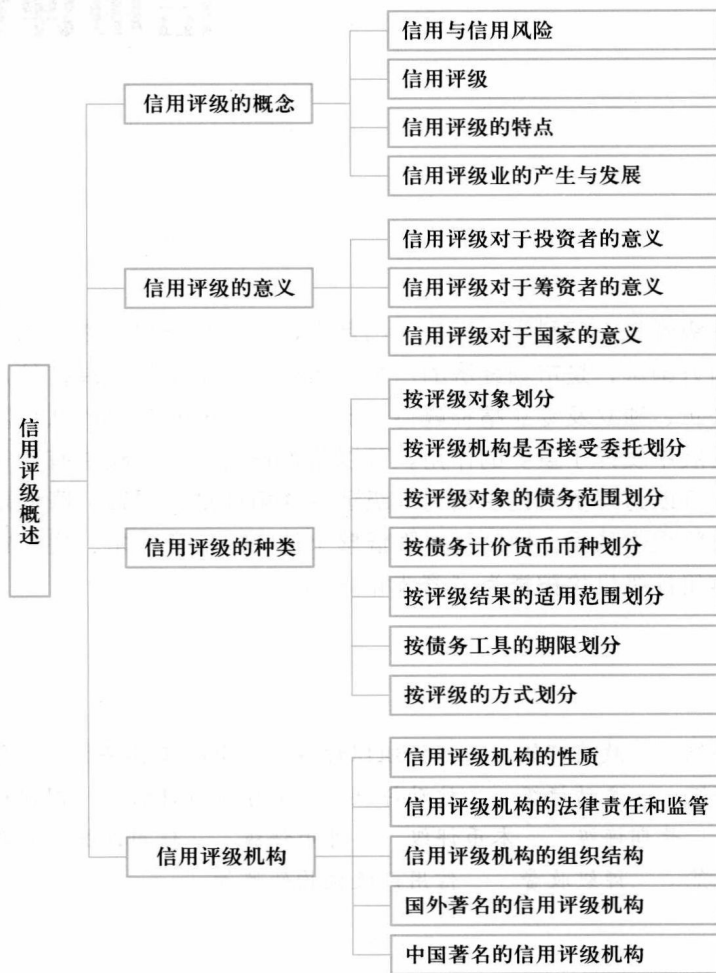 信用评级概述
信用评级的概念
信用与信用风险
信用评级
信用评级的特点
信用评级业的产生与发展
信用评级的意义
信用评级对于投资者的意义
信用评级对于筹资者的意义
信用评级对于国家的意义
信用评级的种类
按评级对象划分
按评级机构是否接受委托划分
按评级对象的债务范围划分
按债务计价货币币种划分
按评级结果的适用范围划分
按债务工具的期限划分
按评级的方式划分
信用评级机构
信用评级机构的性质
信用评级机构的法律责任和监管
信用评级机构的组织结构
国外著名的信用评级机构
中国著名的信用评级机构